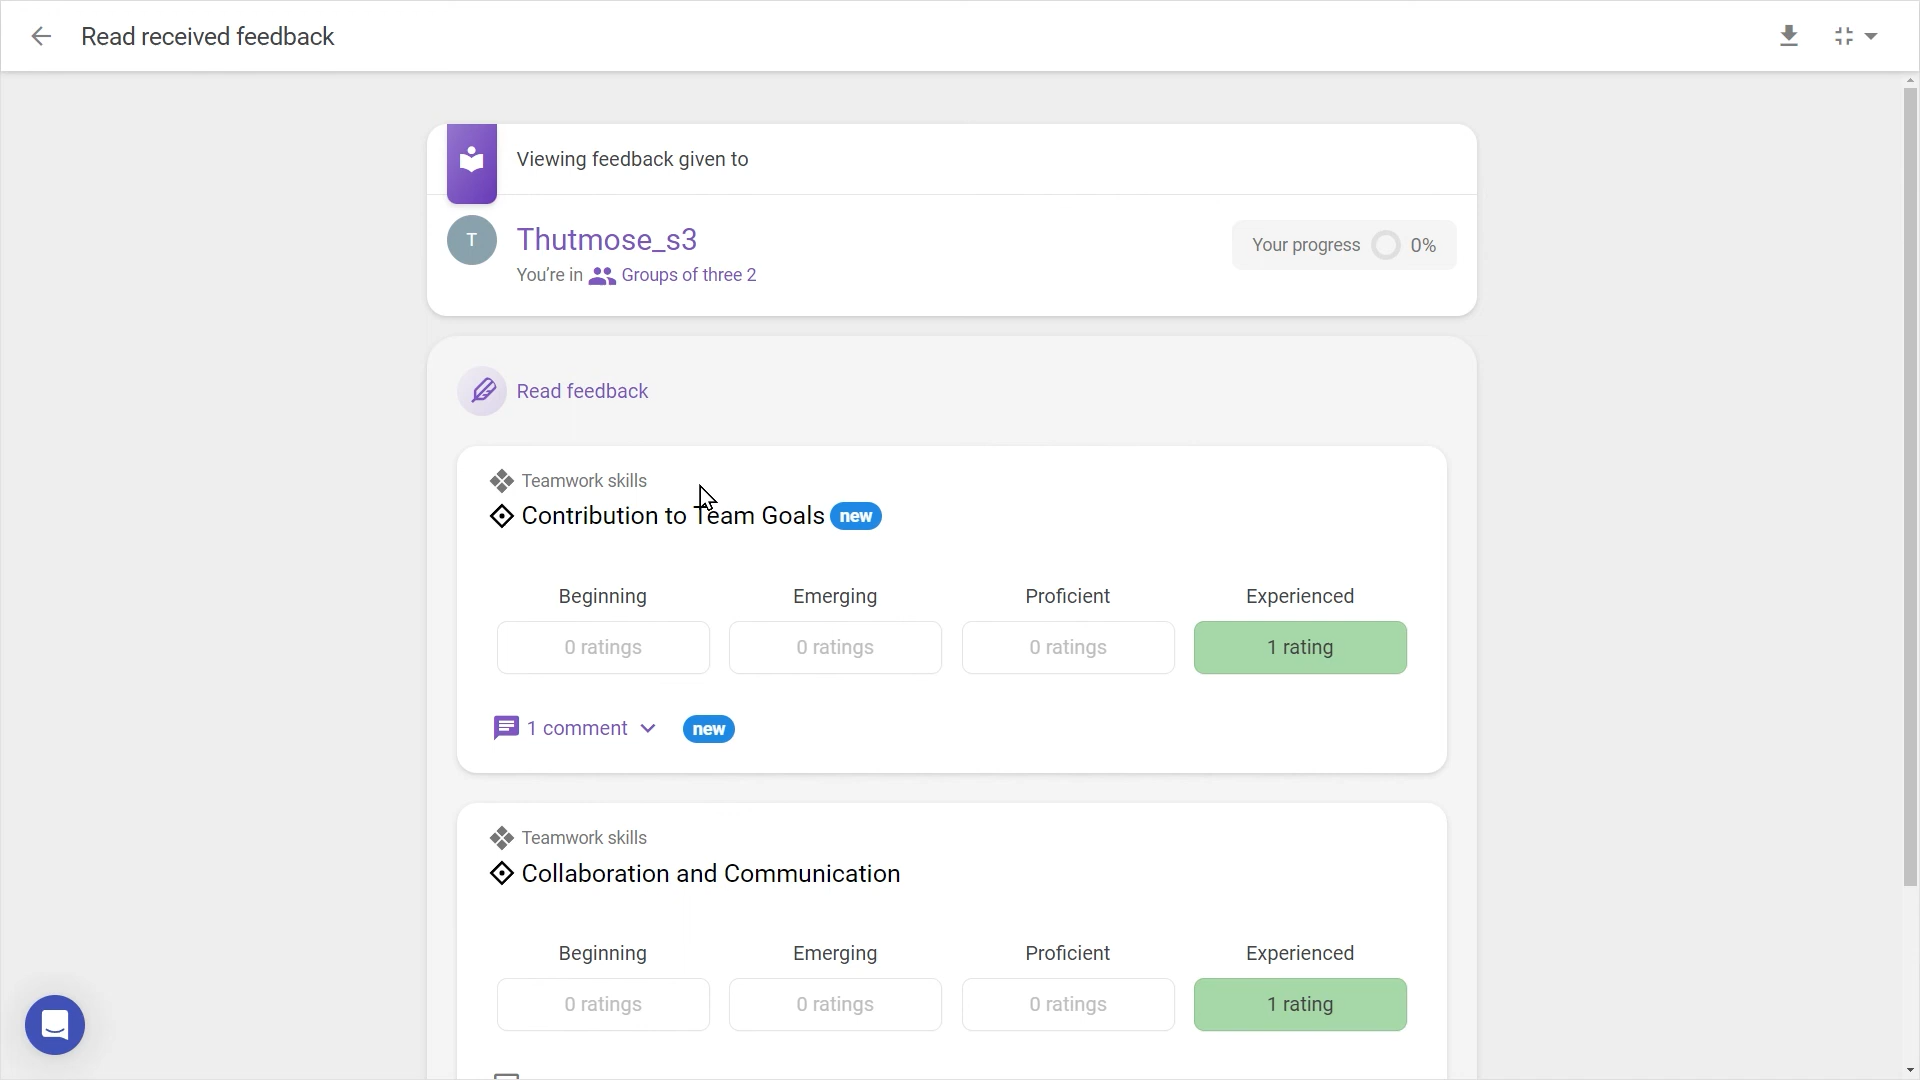 Read received feedback
Viewing feedback given to
T
Thutmose_s3
You're in Groups of three 2
Your progress 0%
Read feedback
Teamwork skills
Contribution to Team Goals new
Beginning Emerging Proficient Experienced
0 ratings 0 ratings 0 ratings 1 rating
1 comment new
Teamwork skills
Collaboration and Communication
Beginning Emerging Proficient Experienced
0 ratings 0 ratings 0 ratings 1 rating